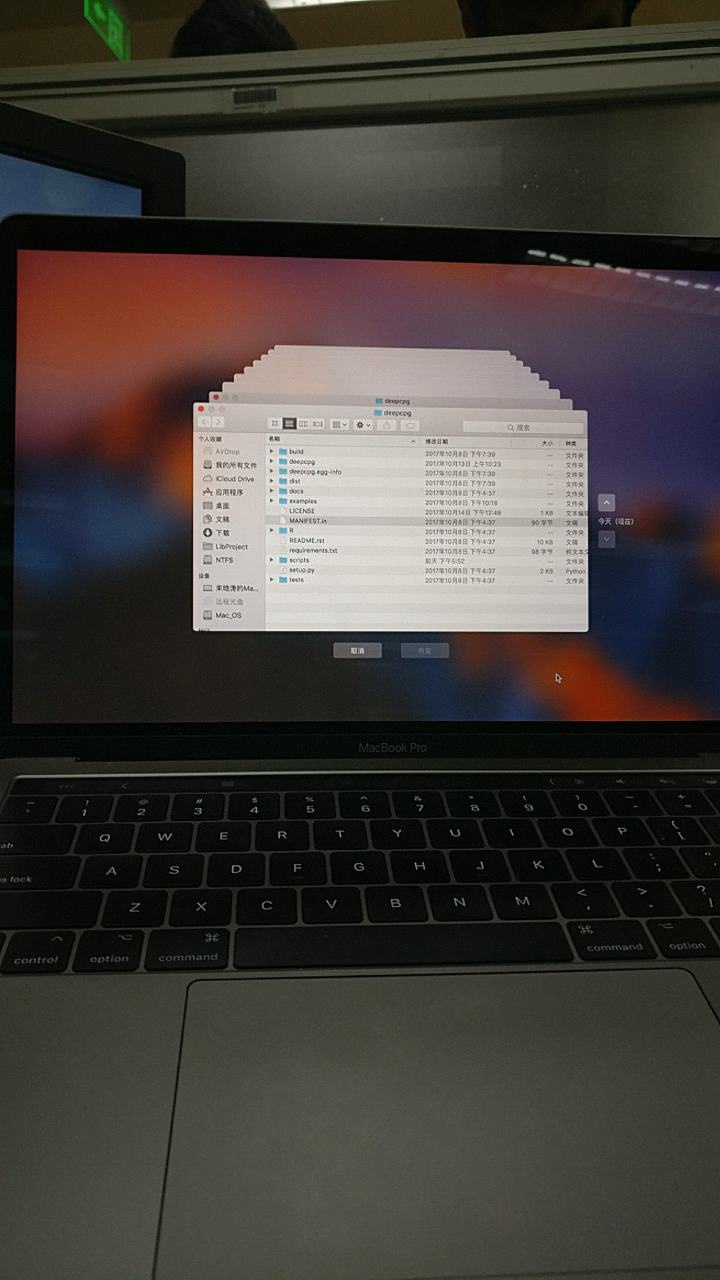 deepcpg
deepcpg
搜索
个人收藏
AirDrop
我的所有文件
iCloud Drive
应用程序
桌面
文稿
下载
LibProject
NTFS
设备
远程光盘
Mac_OS
名称 修改日期 大小 种类
build 2017年10月8日 下午7:39 -- 文件夹
deepcpg 2017年10月13日 上午10:23 -- 文件夹
deepcpg.egg-info 2017年10月8日 下午7:39 -- 文件夹
dist 2017年10月8日 下午7:39 -- 文件夹
docs 2017年10月8日 下午4:37 -- 文件夹
examples 2017年10月8日 下午10:18 -- 文件夹
LICENSE 2017年10月14日 下午12:48 1 KB 文本编辑
MANIFEST.in 2017年10月8日 下午4:37 90 字节 文稿
R 2017年10月8日 下午4:37 -- 文件夹
README.rst 2017年10月8日 下午4:37 10 KB 文稿
requirements.txt 2017年10月8日 下午4:37 98 字节 纯文本文
scripts 前天 下午5:52 -- 文件夹
setup.py 2017年10月8日 下午4:37 2 KB Python
tests 2017年10月8日 下午4:37 -- 文件夹
今天 (现在)
取消 恢复
MacBook Pro
~ ! @ # $ % ^ & * ( ) _ +
\` 1 2 3 4 5 6 7 8 9 0 - =
ab Q W E R T Y U I O P { [
s lock A S D F G H J K L : ; "
Z X C V B N M < , > . ? /
control option command command option